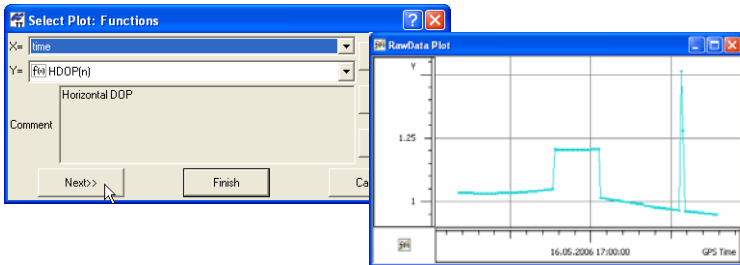 Select Plot: Functions
X= time
Y= f(n) HDOP(n)
Comment
Horizontal DOP
Next>>
Finish
Ca
RawData Plot
Y
1.25
1
16.05.2006 17:00:00
GPS Time